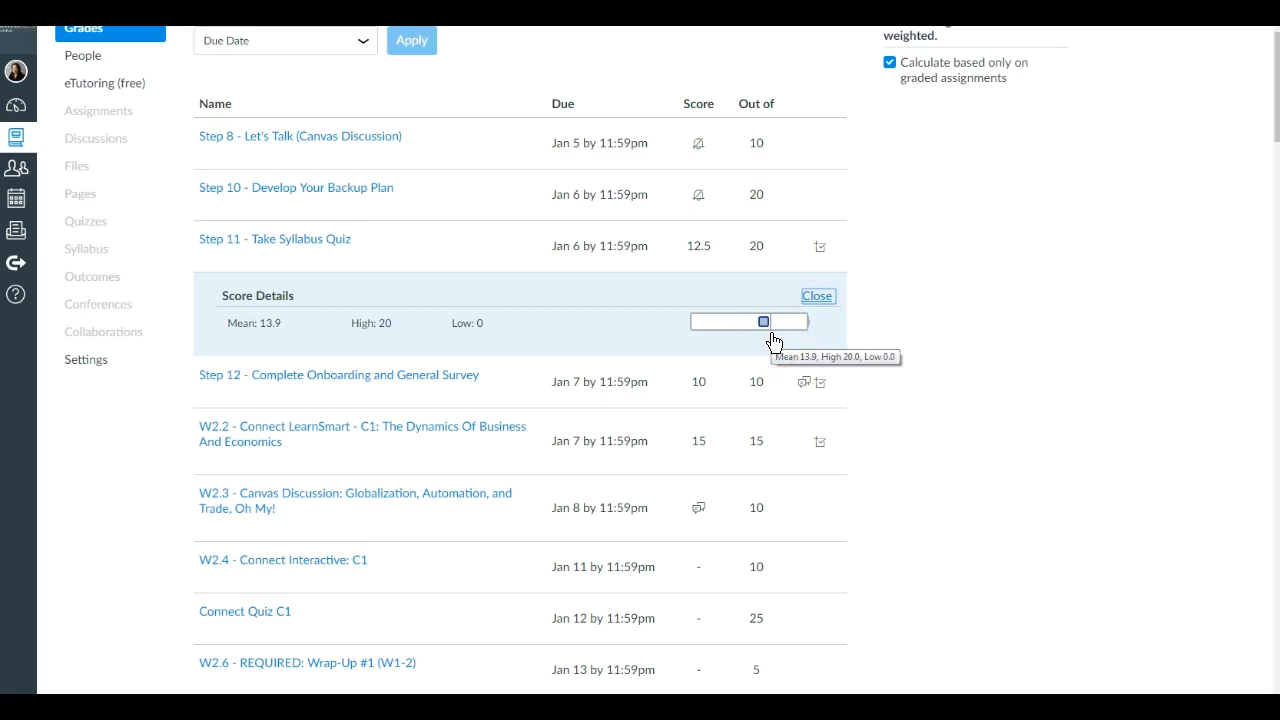 Grades
weighted.
Due Date
Apply
People
Calculate based only on
graded assignments
eTutoring (free)
Name Due Score Out of
Assignments
Step 8 - Let's Talk (Canvas Discussion)
Jan 5 by 11:59pm 10
Discussions
Files
Step 10 - Develop Your Backup Plan
Jan 6 by 11:59pm 20
Pages
Quizzes
Step 11 - Take Syllabus Quiz
Jan 6 by 11:59pm 12.5 20
Syllabus
Outcomes
Score Details Close
Conferences
Mean: 13.9 High: 20 Low: 0
Collaborations
Mean 13.9, High 20.0, Low 0.0
Settings
Step 12 - Complete Onboarding and General Survey
Jan 7 by 11:59pm 10 10
W2.2 - Connect LearnSmart - C1: The Dynamics Of Business
And Economics
Jan 7 by 11:59pm 15 15
W2.3 - Canvas Discussion: Globalization, Automation, and
Trade, Oh My!
Jan 8 by 11:59pm 10
W2.4 - Connect Interactive: C1
Jan 11 by 11:59pm - 10
Connect Quiz C1
Jan 12 by 11:59pm - 25
W2.6 - REQUIRED: Wrap-Up #1 (W1-2)
Jan 13 by 11:59pm - 5